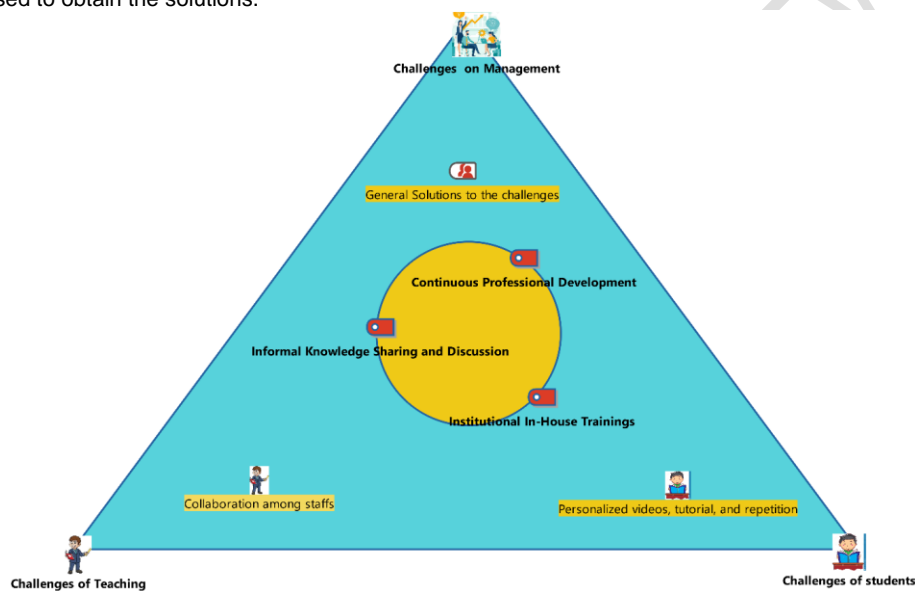 sed to obtain the solutions.
Challenges on Management
General Solutions to the challenges
Continuous Professional Development
Informal Knowledge Sharing and Discussion
Institutional In-House Trainings
Collaboration among staffs
Personalized videos, tutorial, and repetition
Challenges of Teaching
Challenges of students